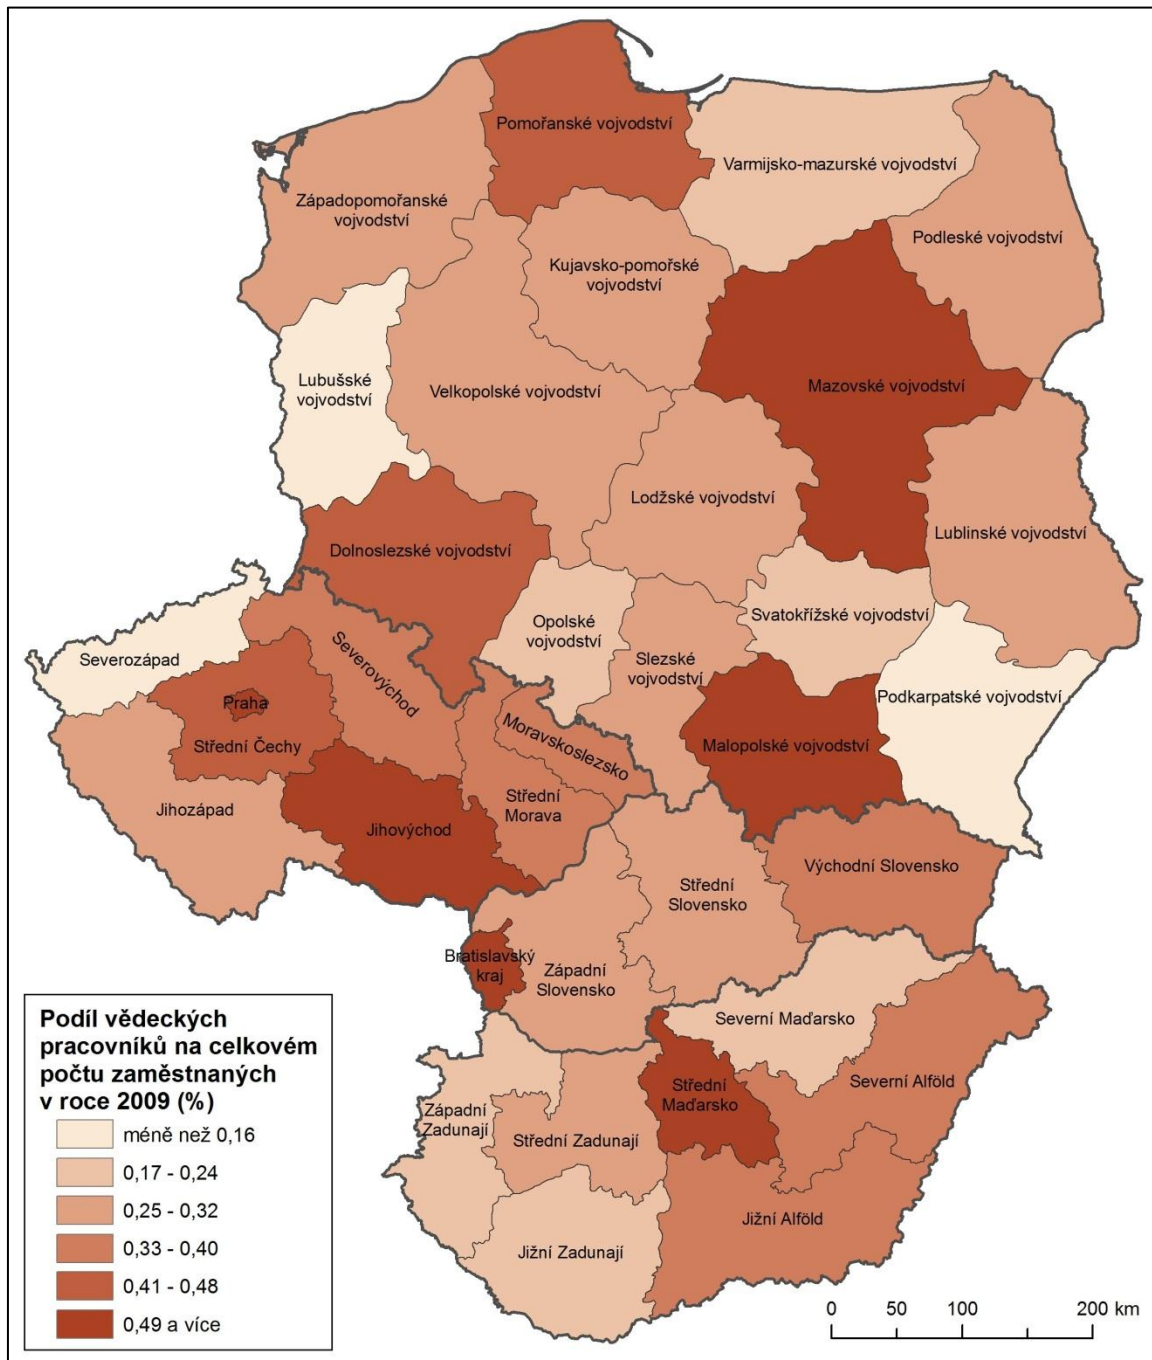 Pomořanské vojvodství
Varmijsko-mazurské vojvodství
Západopomořanské
vojvodství
Podleské vojvodství
Kujavsko-pomořské
vojvodství
Lubušské
vojvodství
Velkopolské vojvodství
Mazovské vojvodství
Lodžské vojvodství
Lublinské vojvodství
Dolnoslezské vojvodství
Opolské
vojvodství
Svatokřížské vojvodství
Slezské
vojvodství
Podkarpatské vojvodství
Malopolské vojvodství
Severozápad
Severovýchod
Praha
Střední Čechy
Moravskoslezsko
Střední
Morava
Jihozápad
Jihovýchod
Východní Slovensko
Střední
Slovensko
Bratislavský
kraj
Západní
Slovensko
Severní Maďarsko
Střední
Maďarsko
Severní Alföld
Západní
Zadunají
Střední Zadunají
Jižní Alföld
Jižní Zadunají
Podíl vědeckých
pracovníků na celkovém
počtu zaměstnaných
v roce 2009 (%)
méně než 0,16
0,17 - 0,24
0,25 - 0,32
0,33 - 0,40
0,41 - 0,48
0,49 a více
0 50 100 200 km